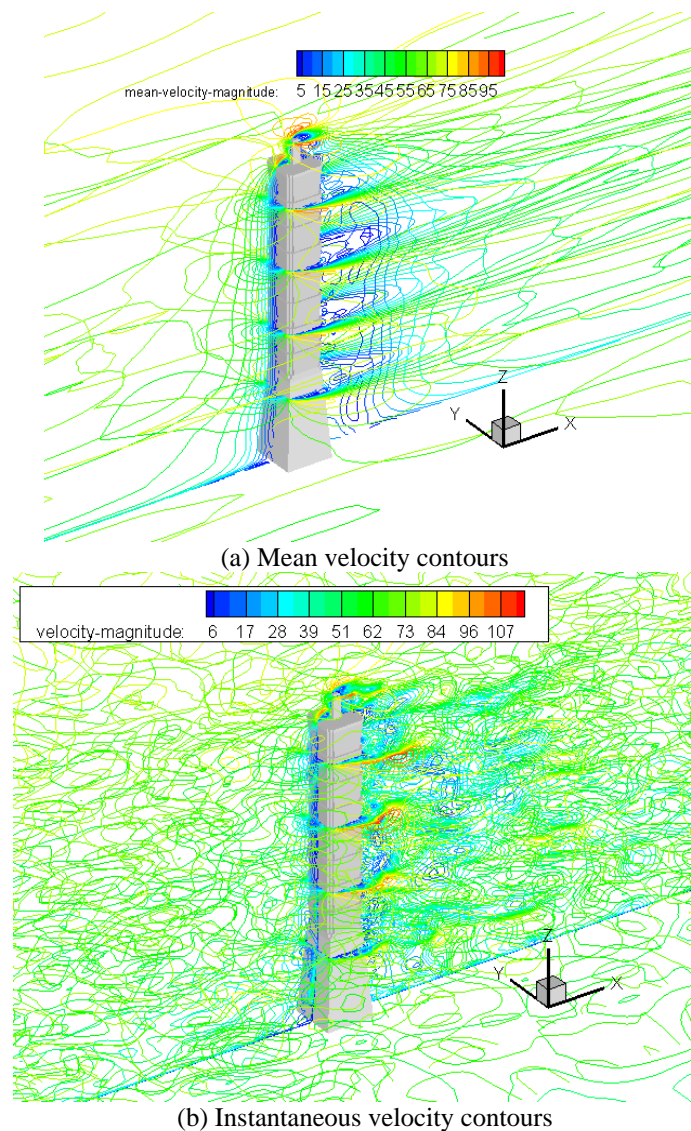 mean-velocity-magnitude: 5 15 25 35 45 55 65 75 85 95
Z
Y
X
(a) Mean velocity contours
velocity-magnitude: 6 17 28 39 51 62 73 84 96 107
Z
Y
X
(b) Instantaneous velocity contours